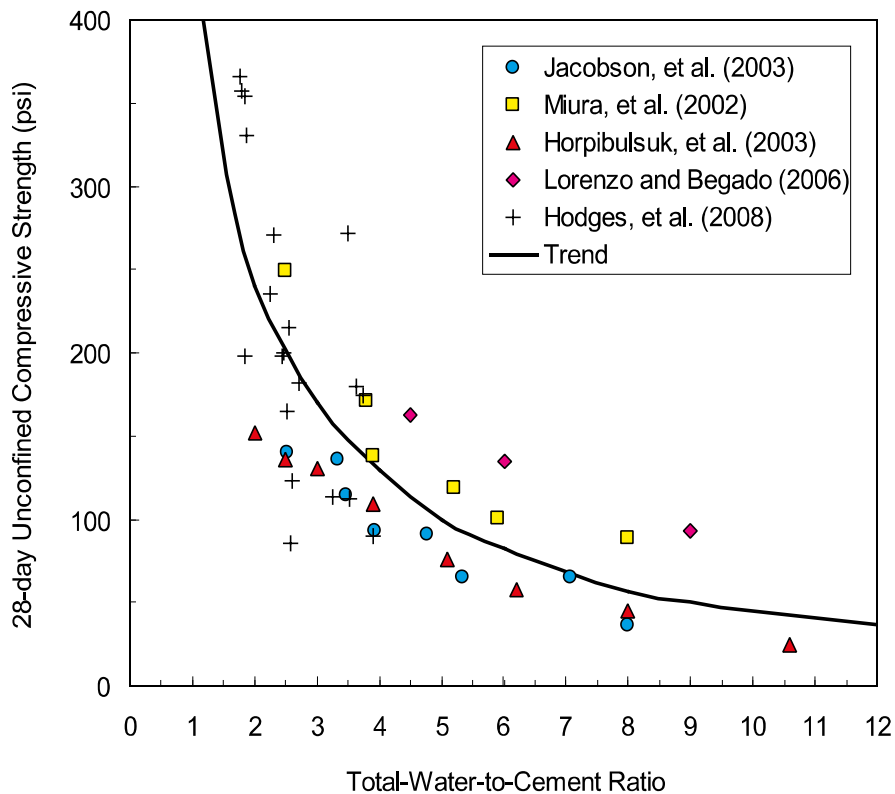 400
300
200
100
0
28-day Unconfined Compressive Strength (psi)
Jacobson, et al. (2003)
Miura, et al. (2002)
Horpibulsuk, et al. (2003)
Lorenzo and Begado (2006)
Hodges, et al. (2008)
Trend
0 1 2 3 4 5 6 7 8 9 10 11 12
Total-Water-to-Cement Ratio